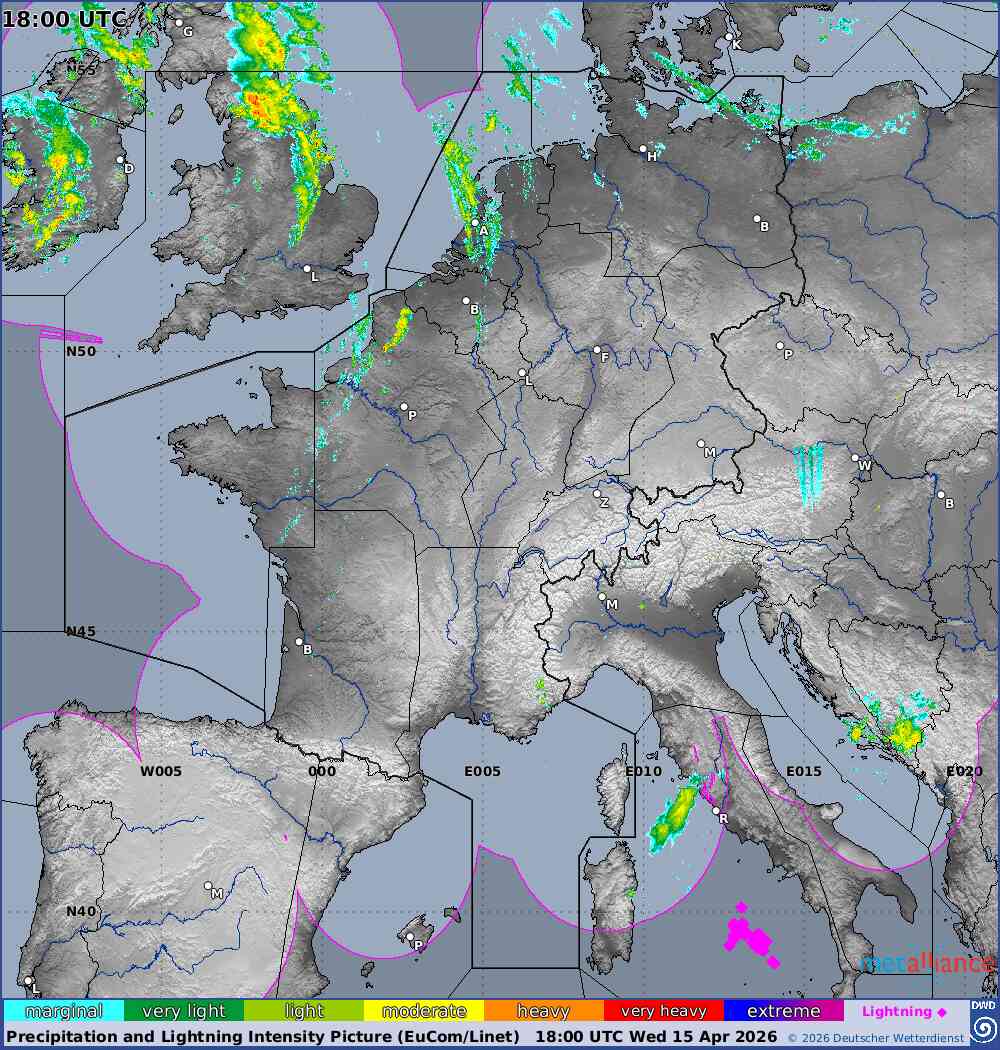 18:00 UTC
G
K
N55
D
H
A
B
L
B
N50
F
P
L
P
M
W
Z
B
M
N45
B
W005
000
E005
E010
E015
E020
R
M
N40
P
metalliance
L
marginal
very light
light
moderate
heavy
very heavy
extreme
Lightning
DWD
Precipitation and Lightning Intensity Picture (EuCom/Linet) 18:00 UTC Wed 15 Apr 2026 © 2026 Deutscher Wetterdienst